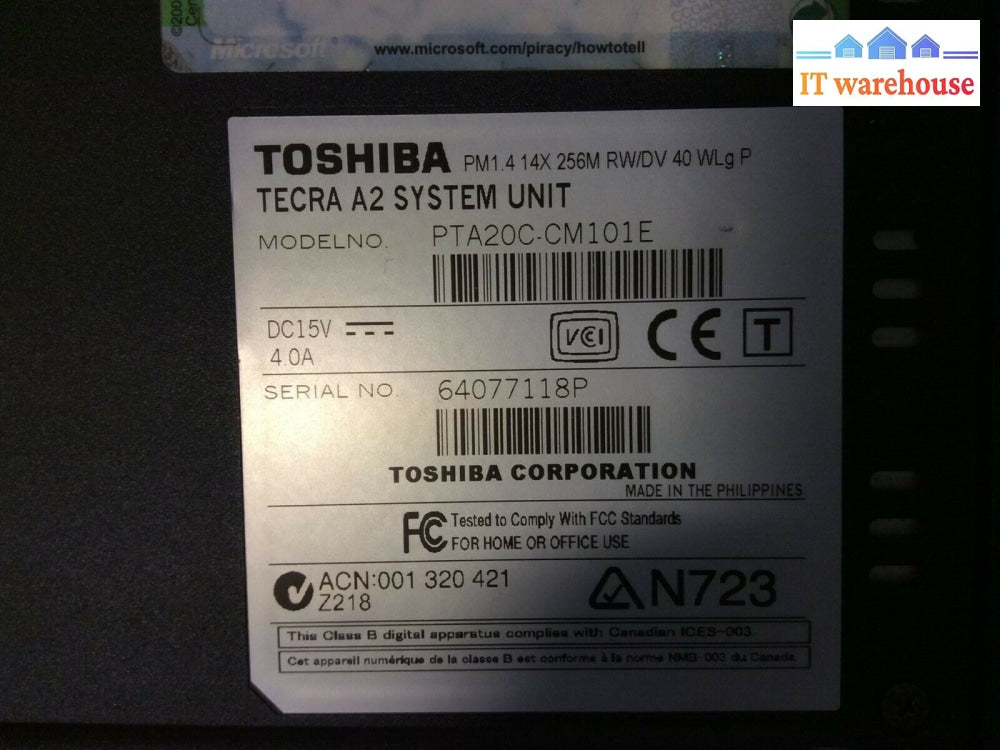 ©200
Cert
Microsoft
www.microsoft.com/piracy/howtotell
IT warehouse
TOSHIBA PM1.4 14X 256M RW/DV 40 WLg P
TECRA A2 SYSTEM UNIT
MODELNO. PTA20C-CM101E
DC15V
4.0A
VCCI
CE
T
SERIAL NO. 64077118P
TOSHIBA CORPORATION
MADE IN THE PHILIPPINES
FC Tested to Comply With FCC Standards
FOR HOME OR OFFICE USE
ACN:001 320 421
Z218
N723
This Class B digital apparatus complies with Canadian ICES-003.
Cet appareil numérique de la classe B est conforme à la norme NMB-003 du Canada.